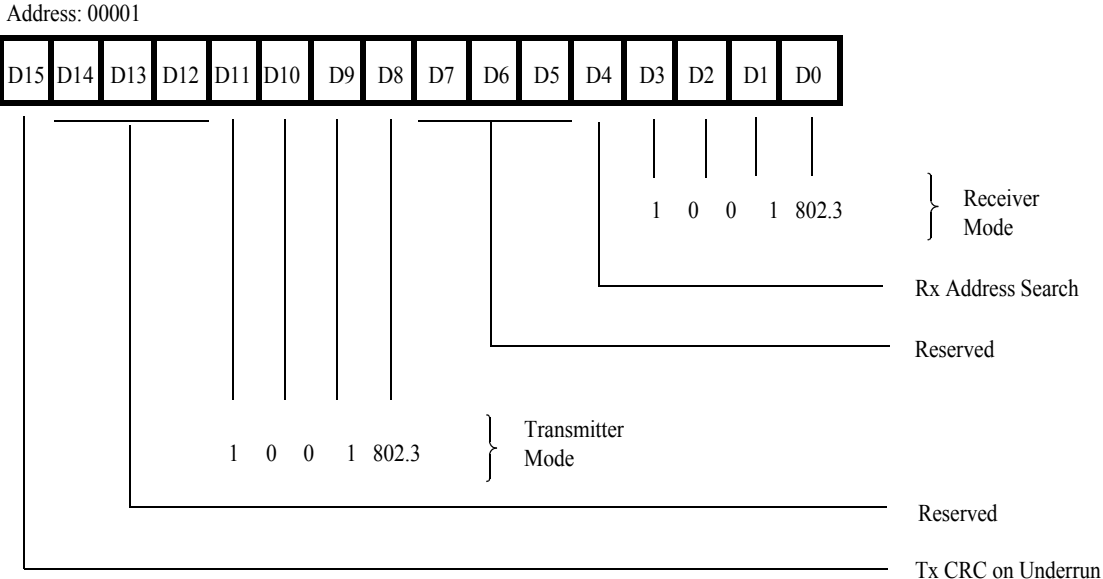 Address: 00001
D15 D14 D13 D12 D11 D10 D9 D8 D7 D6 D5 D4 D3 D2 D1 D0
1 0 0 1 802.3
Receiver
Mode
Rx Address Search
Reserved
1 0 0 1 802.3
Transmitter
Mode
Reserved
Tx CRC on Underrun